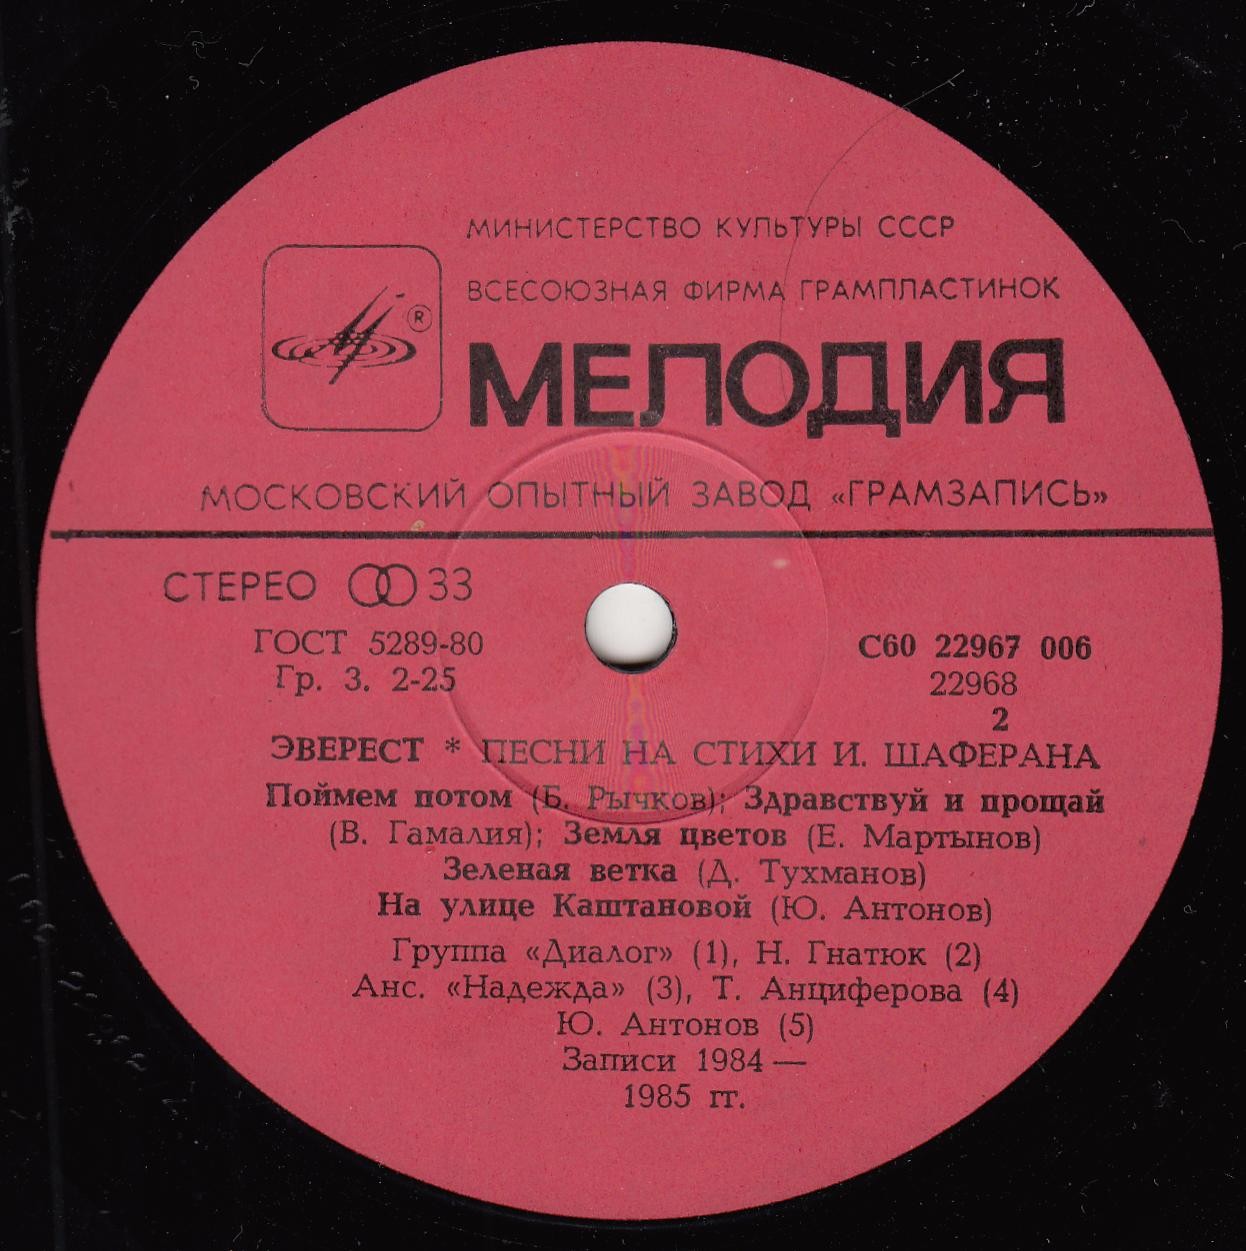 МИНИСТЕРСТВО КУЛЬТУРЫ СССР
ВСЕСОЮЗНАЯ ФИРМА ГРАМПЛАСТИНОК
®
МЕЛОДИЯ
МОСКОВСКИЙ ОПЫТНЫЙ ЗАВОД «ГРАМЗАПИСЬ»
СТЕРЕО 33
ГОСТ 5289-80
Гр. 3. 2-25
С60 22967 006
22968
2
ЭВЕРЕСТ * ПЕСНИ НА СТИХИ И. ШАФЕРАНА
Поймем потом (Б. Рычков); Здравствуй и прощай
(В. Гамалия); Земля цветов (Е. Мартынов)
Зеленая ветка (Д. Тухманов)
На улице Каштановой (Ю. Антонов)
Группа «Диалог» (1), Н. Гнатюк (2)
Анс. «Надежда» (3), Т. Анциферова (4)
Ю. Антонов (5)
Записи 1984 —
1985 гг.